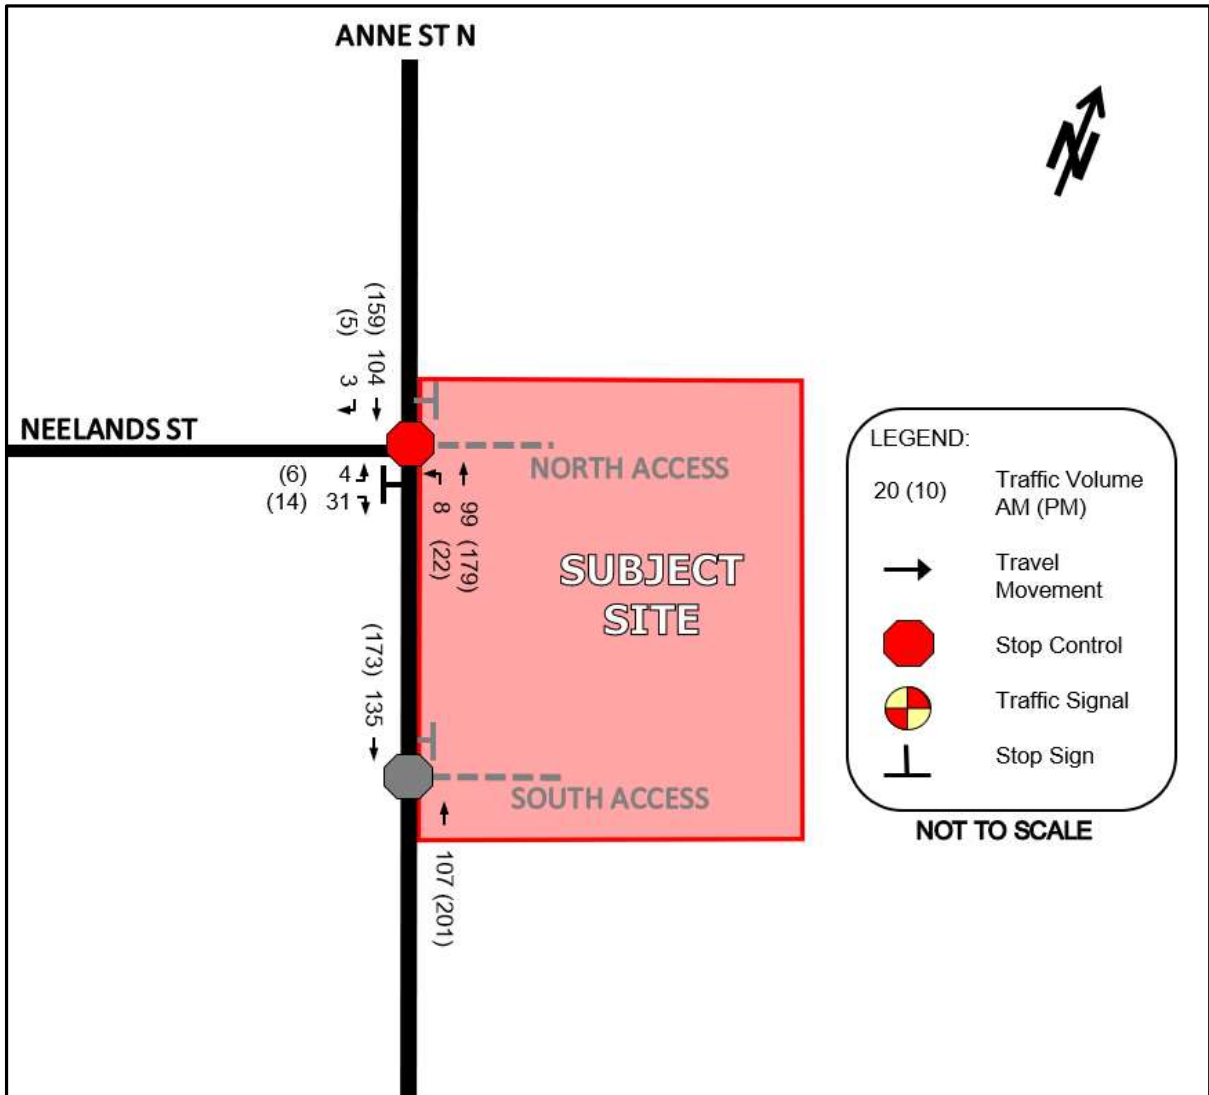 ANNE ST N
N
(159) 104
(5) 3
NEELANDS ST
(6) 4
(14) 31
NORTH ACCESS
8 (22)
99 (179)
SUBJECT
SITE
(173) 135
SOUTH ACCESS
107 (201)
LEGEND:
20 (10)
Traffic Volume
AM (PM)
Travel
Movement
Stop Control
Traffic Signal
Stop Sign
NOT TO SCALE